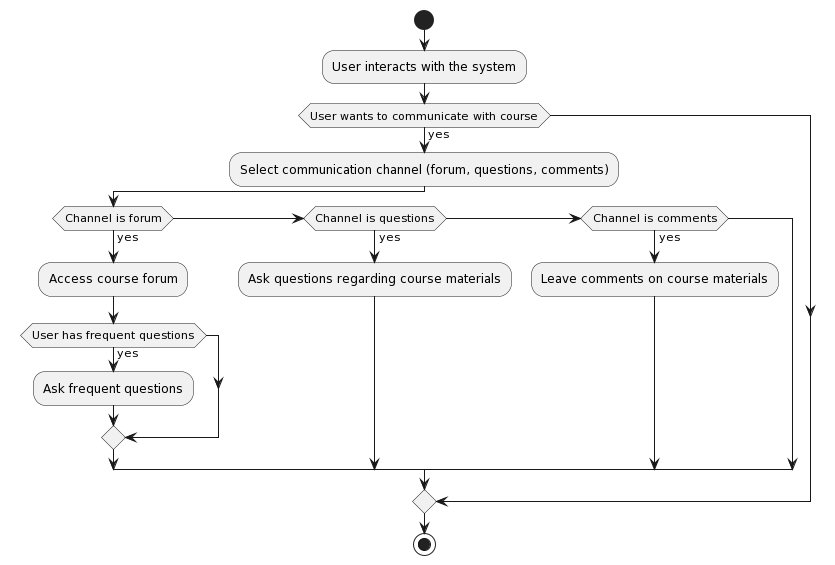 User interacts with the system
User wants to communicate with course
yes
Select communication channel (forum, questions, comments)
Channel is forum
Channel is questions
Channel is comments
yes
yes
yes
Access course forum
Ask questions regarding course materials
Leave comments on course materials
User has frequent questions
yes
Ask frequent questions